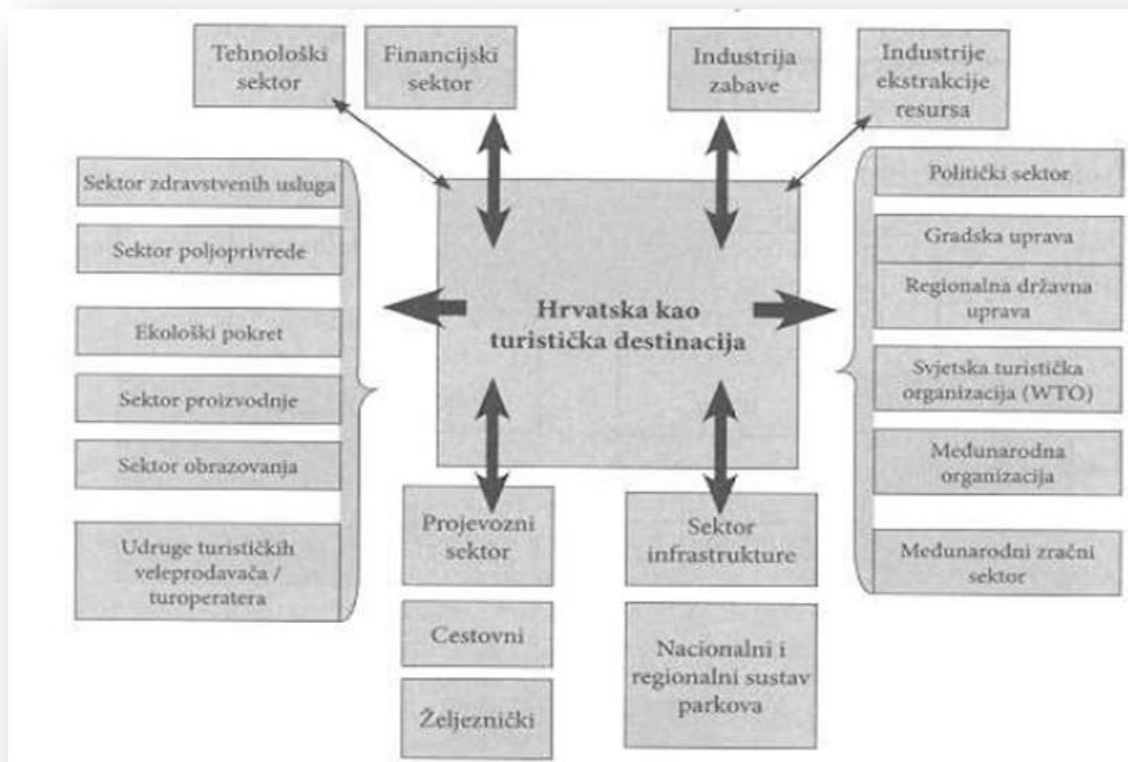 Tehnološki
sektor
Financijski
sektor
Industrija
zabave
Industrije
ekstrakcije
resursa
Sektor zdravstvenih usluga
Sektor poljoprivrede
Ekološki pokret
Sektor proizvodnje
Sektor obrazovanja
Udruge turističkih
veleprodavača /
turoperatera
Hrvatska kao
turistička destinacija
Politički sektor
Gradska uprava
Regionalna državna
uprava
Svjetska turistička
organizacija (WTO)
Međunarodna
organizacija
Međunarodni zračni
sektor
Projevozni
sektor
Cestovni
Željeznički
Sektor
infrastrukture
Nacionalni i
regionalni sustav
parkova